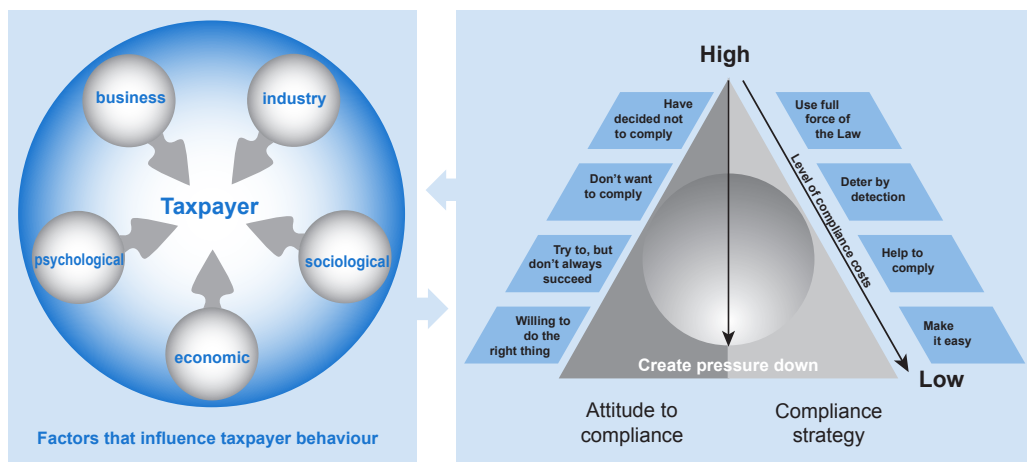 business
industry
Taxpayer
psychological
sociological
economic
Factors that influence taxpayer behaviour
High
Have
decided not
to comply
Use full
force of
the Law
Don't want
to comply
Deter by
detection
Level of compliance costs
Try to, but
don't always
succeed
Help to
comply
Willing to
do the
right thing
Make
it easy
Create pressure down
Low
Attitude to
compliance
Compliance
strategy